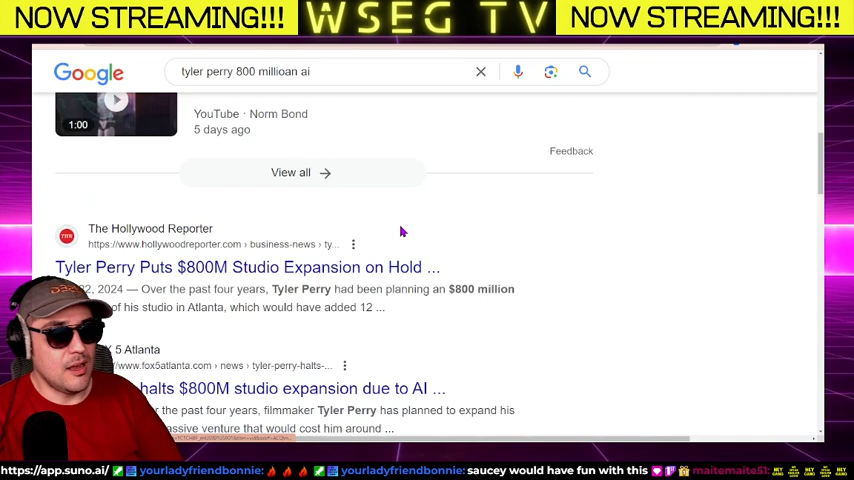 NOW STREAMING!!! WSEG TV NOW STREAMING!!!
Google tyler perry 800 millioan ai
1:00
YouTube · Norm Bond
5 days ago
Feedback
View all →
The Hollywood Reporter
https://www.hollywoodreporter.com › business-news › ty...
Tyler Perry Puts $800M Studio Expansion on Hold ...
2, 2024 — Over the past four years, Tyler Perry had been planning an $800 million
of his studio in Atlanta, which would have added 12 ...
5 Atlanta
www.fox5atlanta.com › news › tyler-perry-halts-...
halts $800M studio expansion due to AI ...
the past four years, filmmaker Tyler Perry has planned to expand his
massive venture that would cost him around ...
https://app.suno.ai/ yourladyfriendbonnie: yourladyfriendbonnie: saucey would have fun with this maitemaite51: